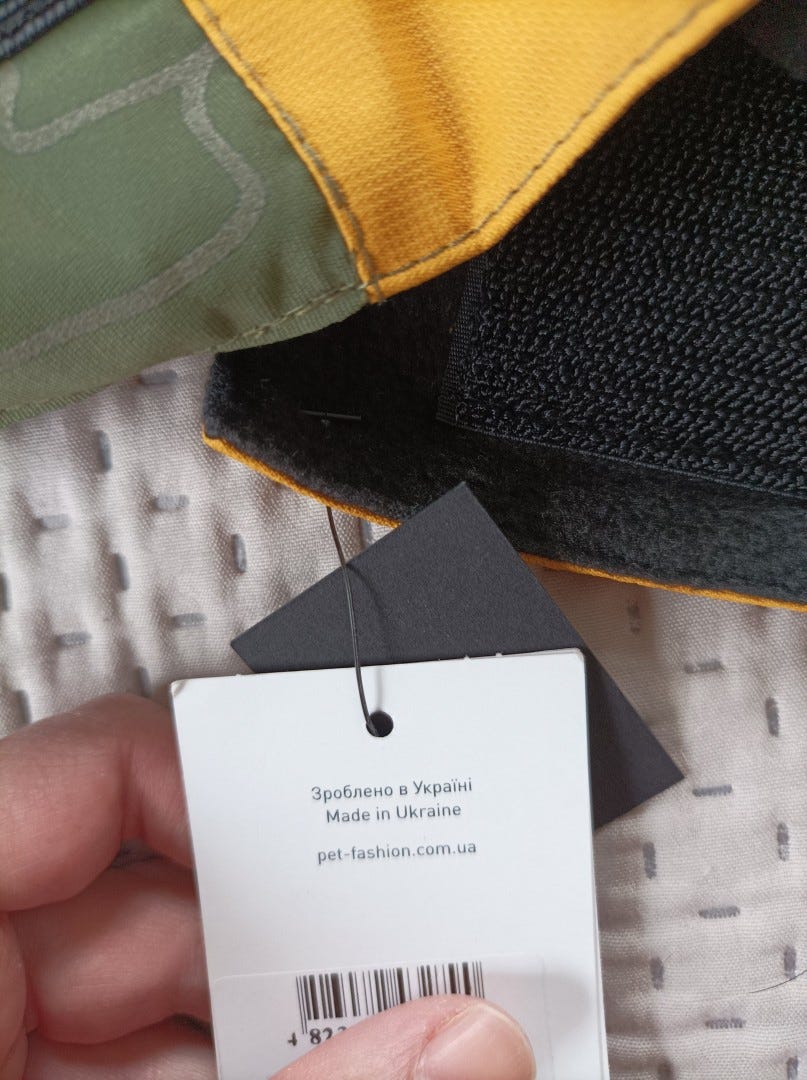 Зроблено в Україні
Made in Ukraine
pet-fashion.com.ua